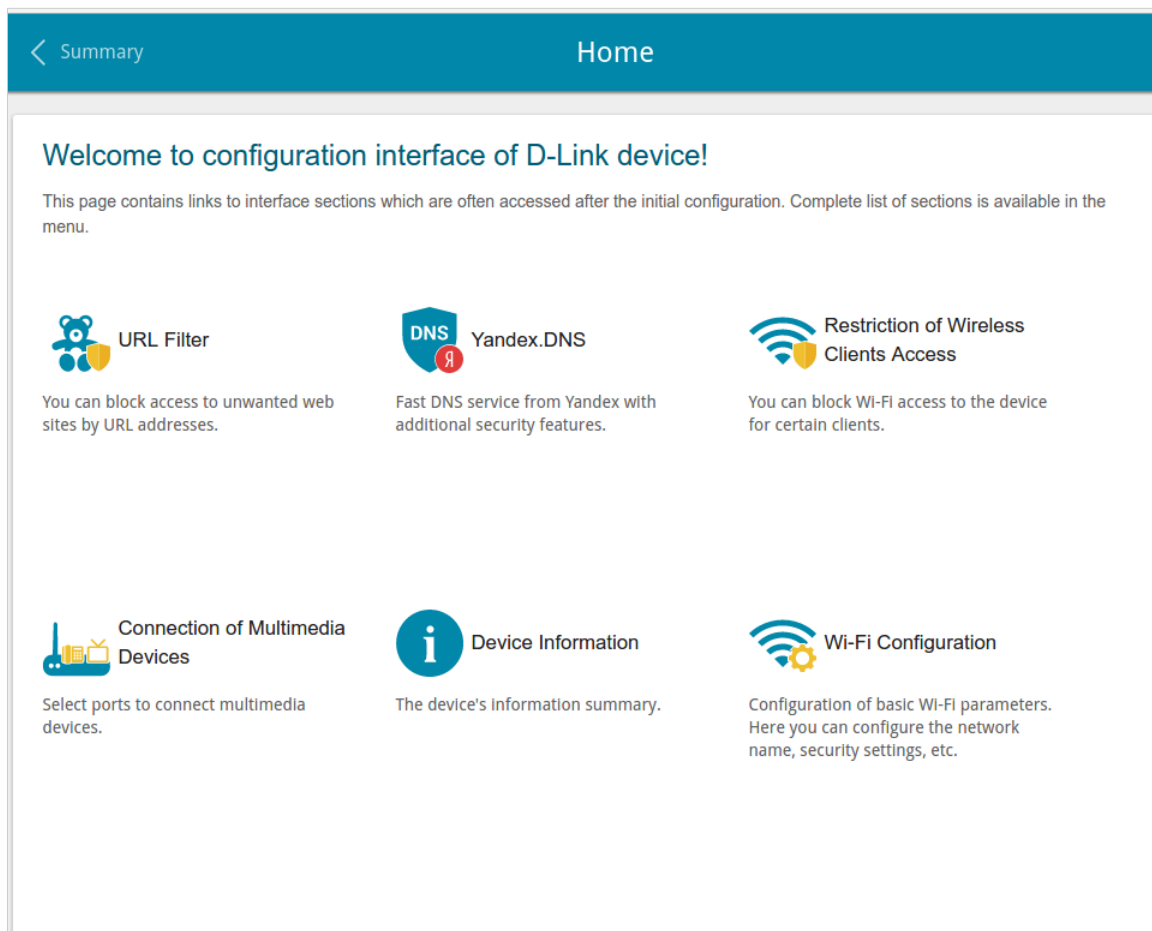 Summary
Home
Welcome to configuration interface of D-Link device!
This page contains links to interface sections which are often accessed after the initial configuration. Complete list of sections is available in the
menu.
URL Filter
You can block access to unwanted web
sites by URL addresses.
DNS
Я
Yandex.DNS
Fast DNS service from Yandex with
additional security features.
Restriction of Wireless
Clients Access
You can block Wi-Fi access to the device
for certain clients.
Connection of Multimedia
Devices
Select ports to connect multimedia
devices.
i
Device Information
The device's information summary.
Wi-Fi Configuration
Configuration of basic Wi-Fi parameters.
Here you can configure the network
name, security settings, etc.